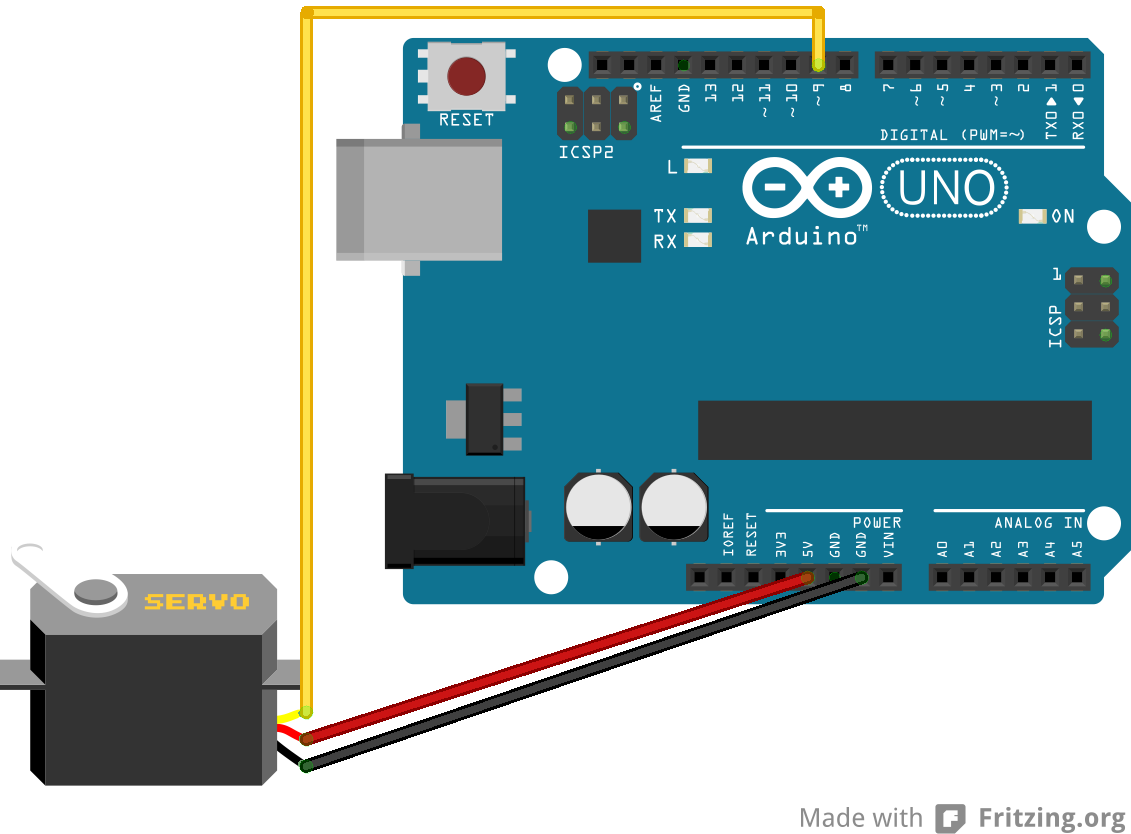 RESET
ICSP2
AREF
GND
13
12
~11
~10
~9
8
7
~6
~5
4
~3
2
TX0▶1
RX0◀0
DIGITAL (PWM=~)
L
TX
RX
UNO
Arduino™
ON
1
ICSP
POWER
ANALOG IN
IOREF
RESET
3V3
5V
GND
GND
VIN
A0
A1
A2
A3
A4
A5
SERVO
Made with Fritzing.org